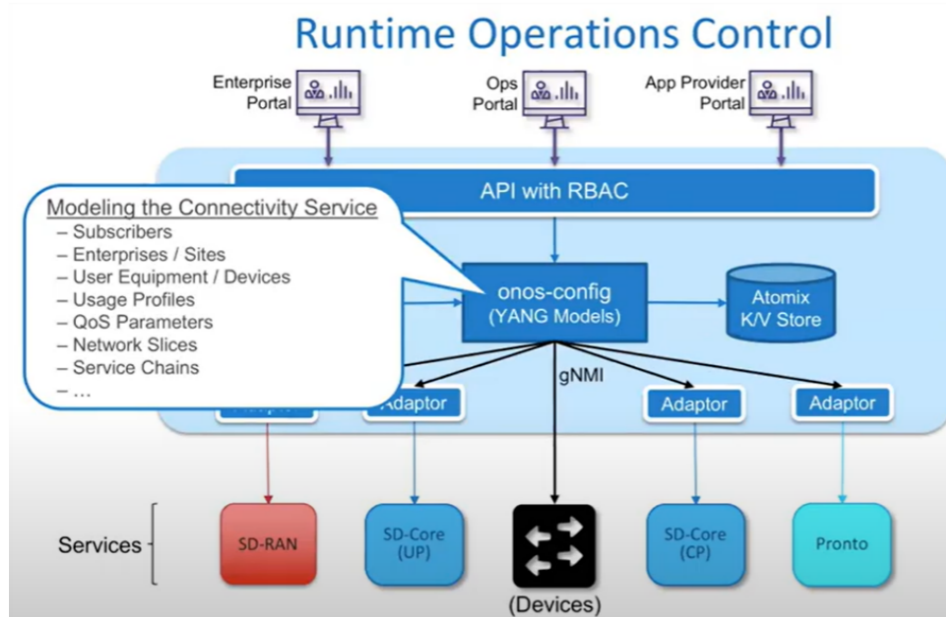 Runtime Operations Control
Enterprise
Portal
Ops
Portal
App Provider
Portal
API with RBAC
Modeling the Connectivity Service
– Subscribers
– Enterprises / Sites
– User Equipment / Devices
– Usage Profiles
– QoS Parameters
– Network Slices
– Service Chains
– ...
onos-config
(YANG Models)
Atomix
K/V Store
gNMI
Adaptor
Adaptor
Adaptor
Adaptor
Services
SD-RAN
SD-Core
(UP)
(Devices)
SD-Core
(CP)
Pronto